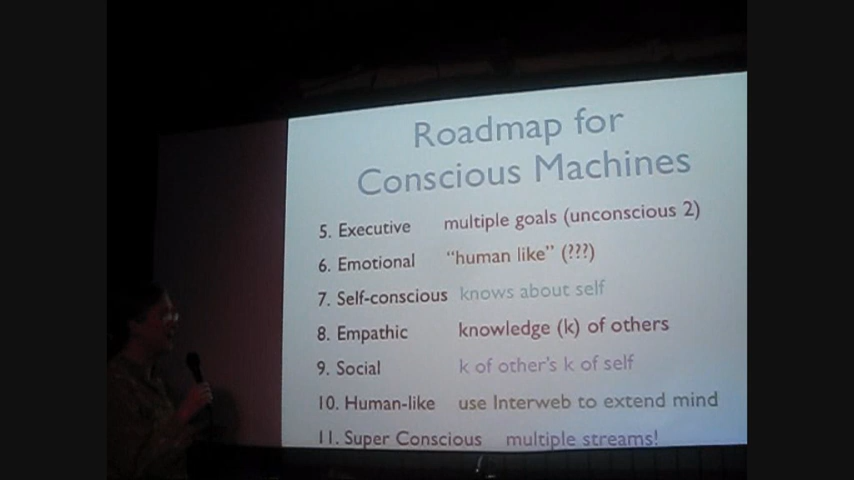 Roadmap for
Conscious Machines
5. Executive multiple goals (unconscious 2)
6. Emotional "human like" (???)
7. Self-conscious knows about self
8. Empathic knowledge (k) of others
9. Social k of other's k of self
10. Human-like use Interweb to extend mind
11. Super Conscious multiple streams!